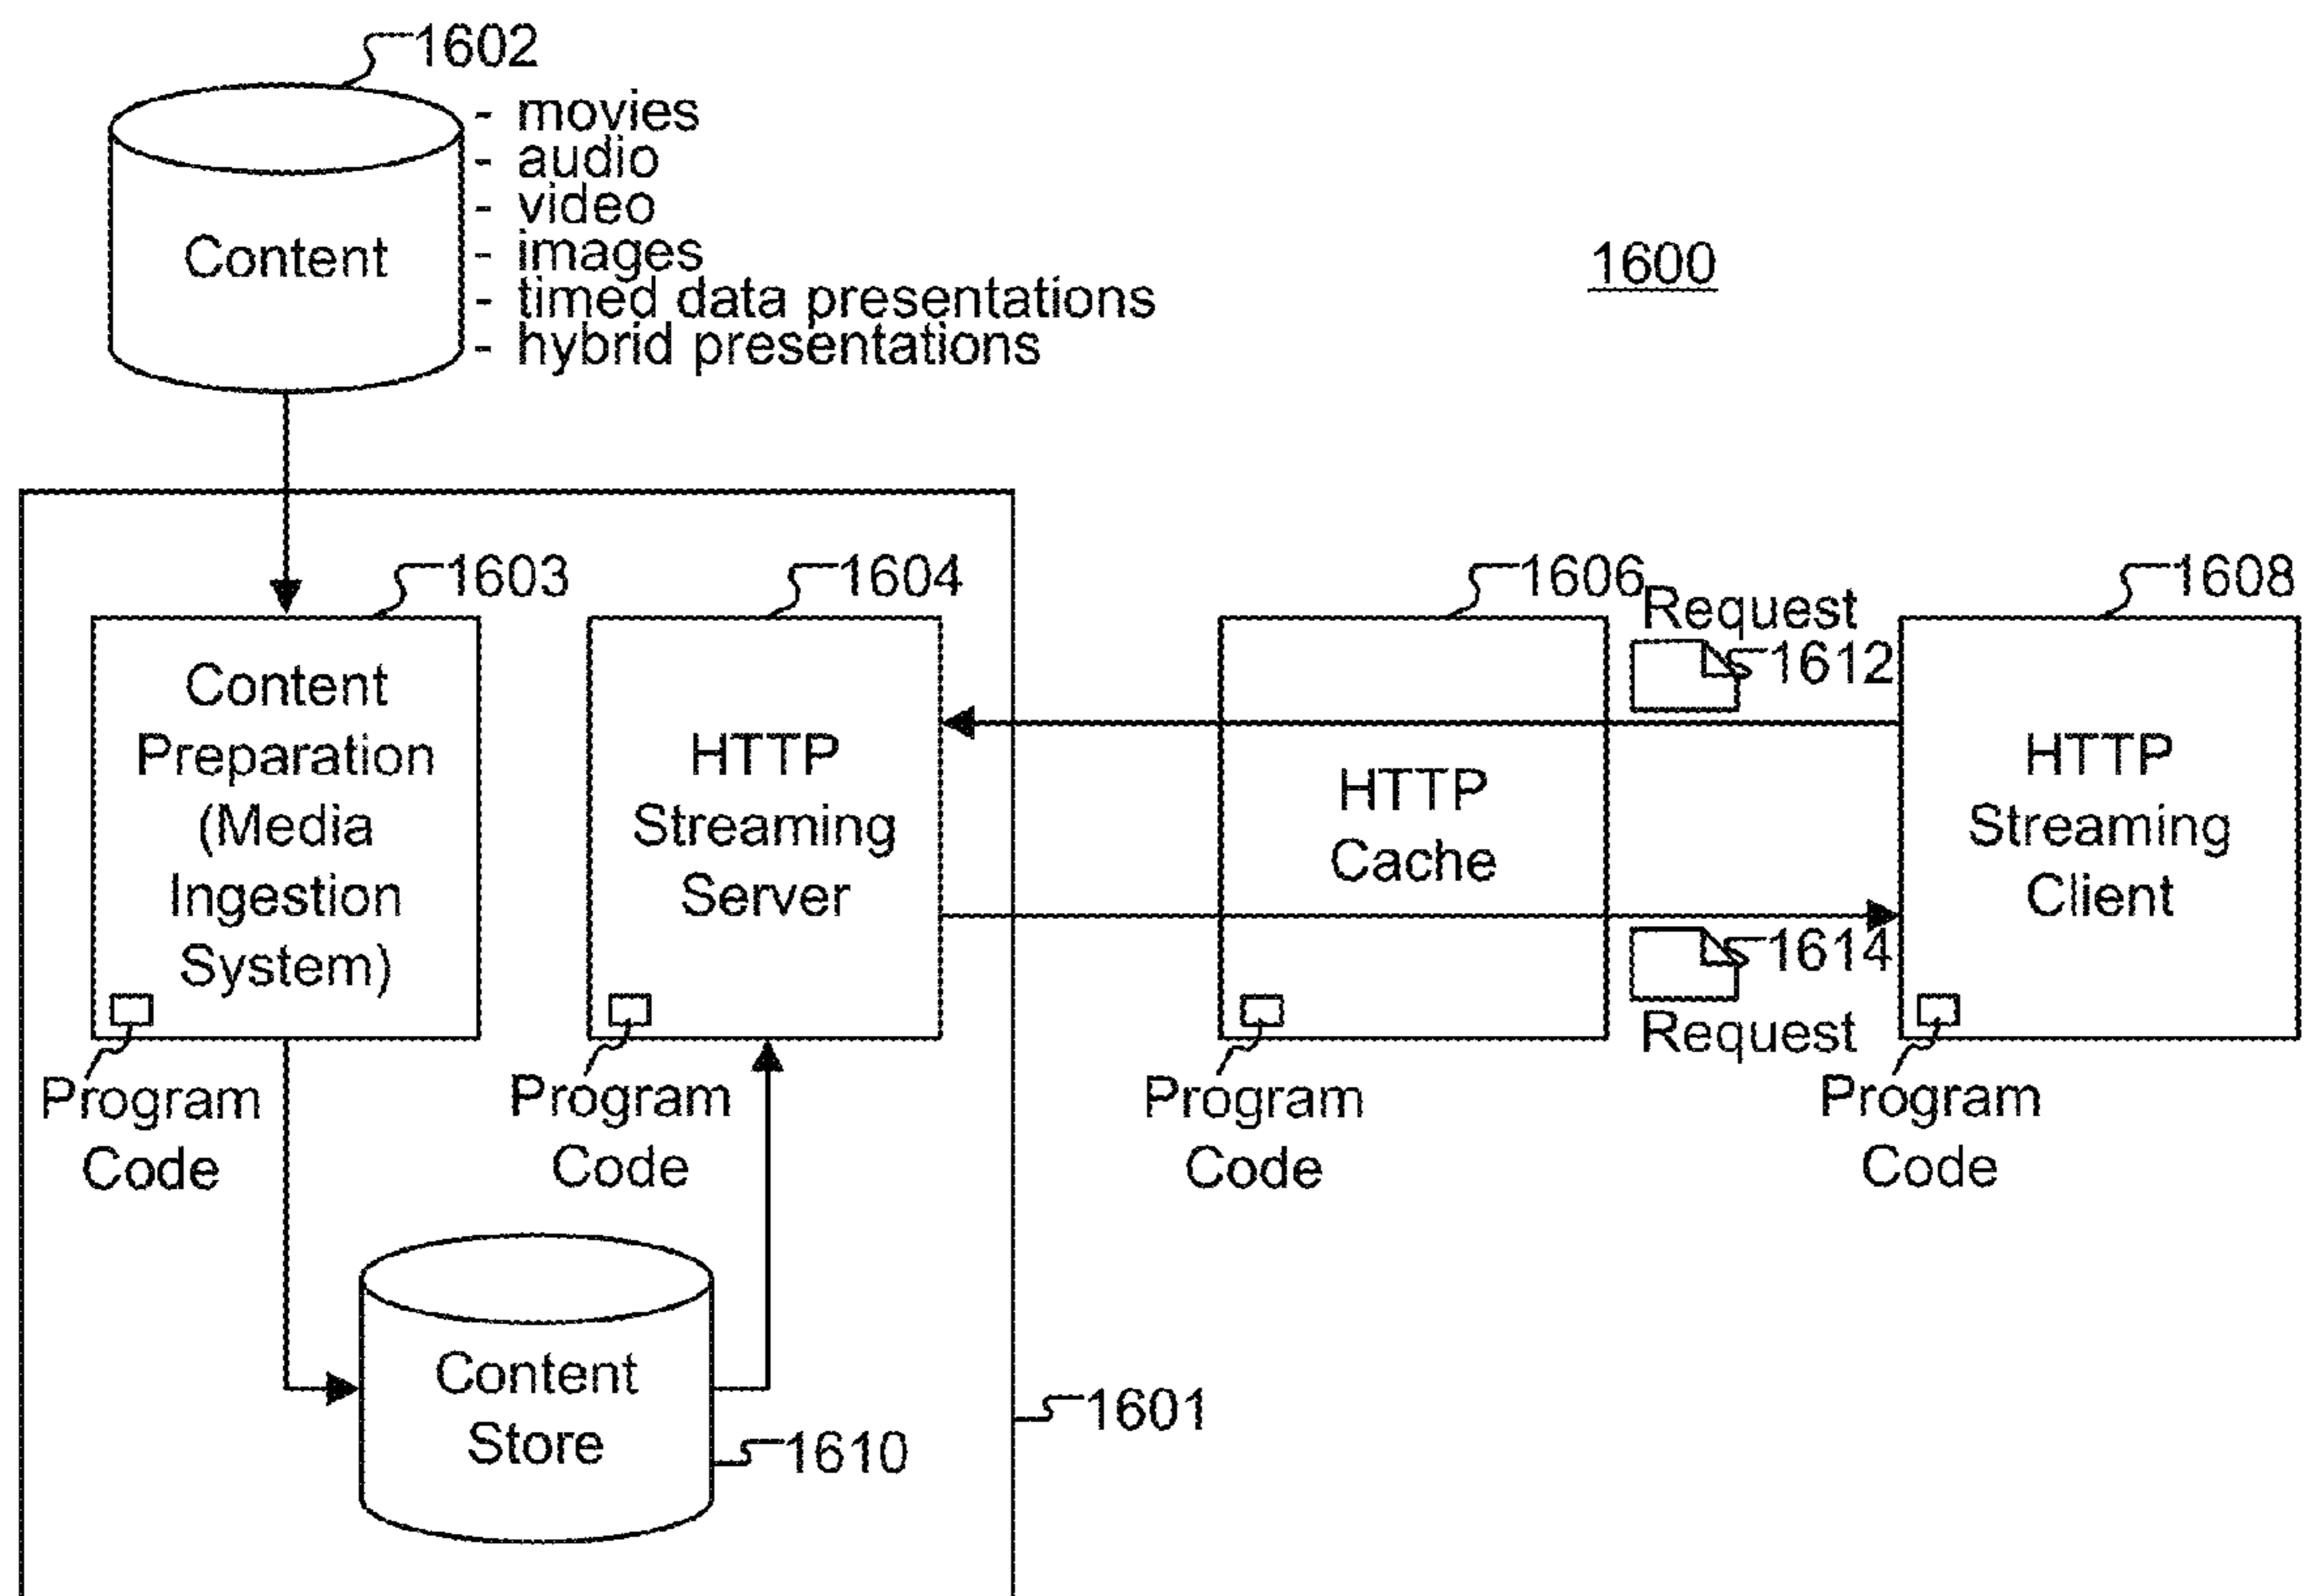 1602
- movies
- audio
- video
- images
- timed data presentations
- hybrid presentations
Content
1600
1603
1604
1606
1608
Content
Preparation
(Media
Ingestion
System)
Program
Code
HTTP
Streaming
Server
Program
Code
HTTP
Cache
Program
Code
Request
1612
1614
Request
HTTP
Streaming
Client
Program
Code
Content
Store
1610
1601